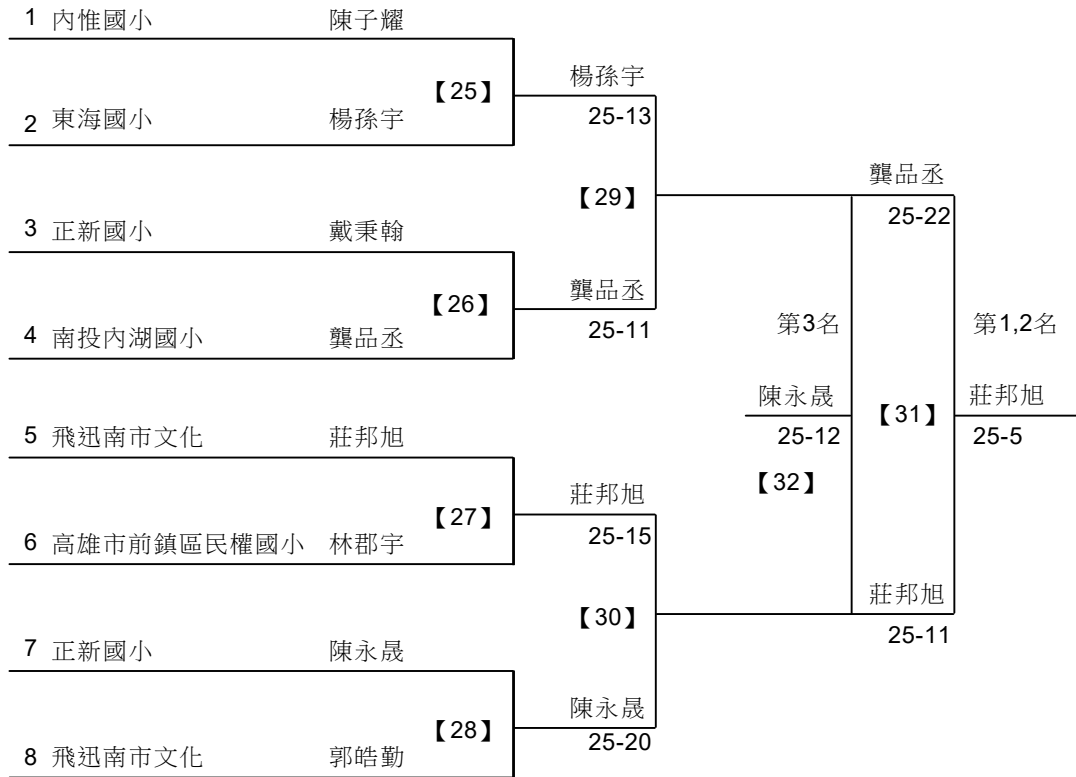 1 內惟國小 陳子耀
楊孫宇
【25】
25-13
2 東海國小 楊孫宇
龔品丞
【29】
25-22
3 正新國小 戴秉翰
龔品丞
【26】
25-11
第3名 第1,2名
4 南投內湖國小 龔品丞
陳永晟 莊邦旭
【31】
25-12 25-5
5 飛迅南市文化 莊邦旭
【32】
莊邦旭
【27】
25-15
6 高雄市前鎮區民權國小 林郡宇
莊邦旭
【30】
25-11
7 正新國小 陳永晟
陳永晟
【28】
25-20
8 飛迅南市文化 郭皓勤